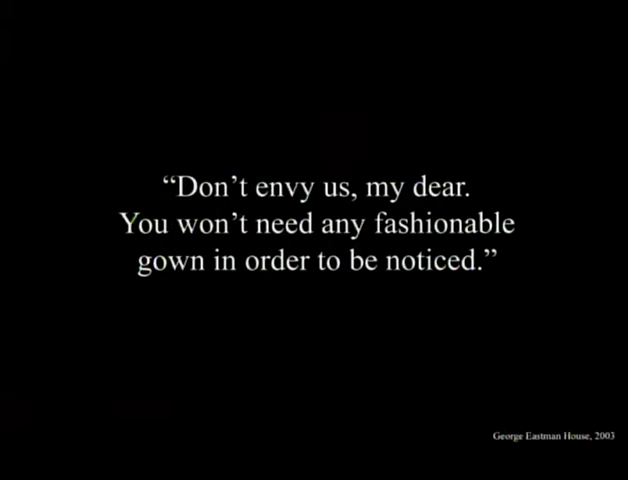 “Don’t envy us, my dear.
You won’t need any fashionable
gown in order to be noticed.”
George Eastman House, 2003